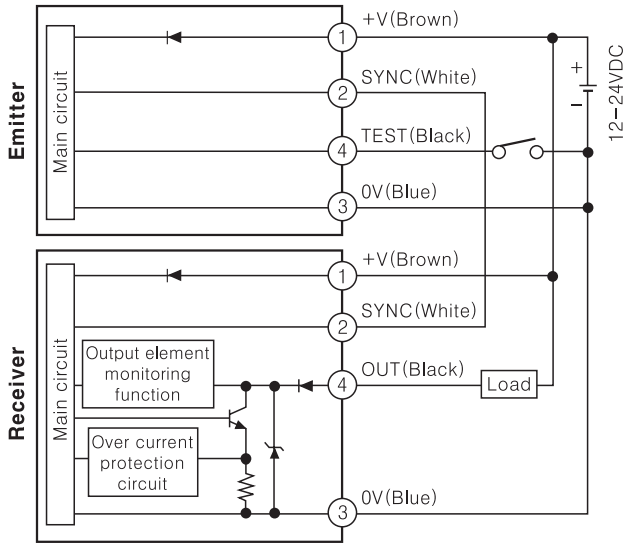 Emitter
Main circuit
1
+V(Brown)
2
SYNC(White)
4
TEST(Black)
3
0V(Blue)
+
−
12-24VDC
Receiver
Main circuit
1
+V(Brown)
2
SYNC(White)
Output element
monitoring
function
4
OUT(Black)
Load
Over current
protection
circuit
3
0V(Blue)